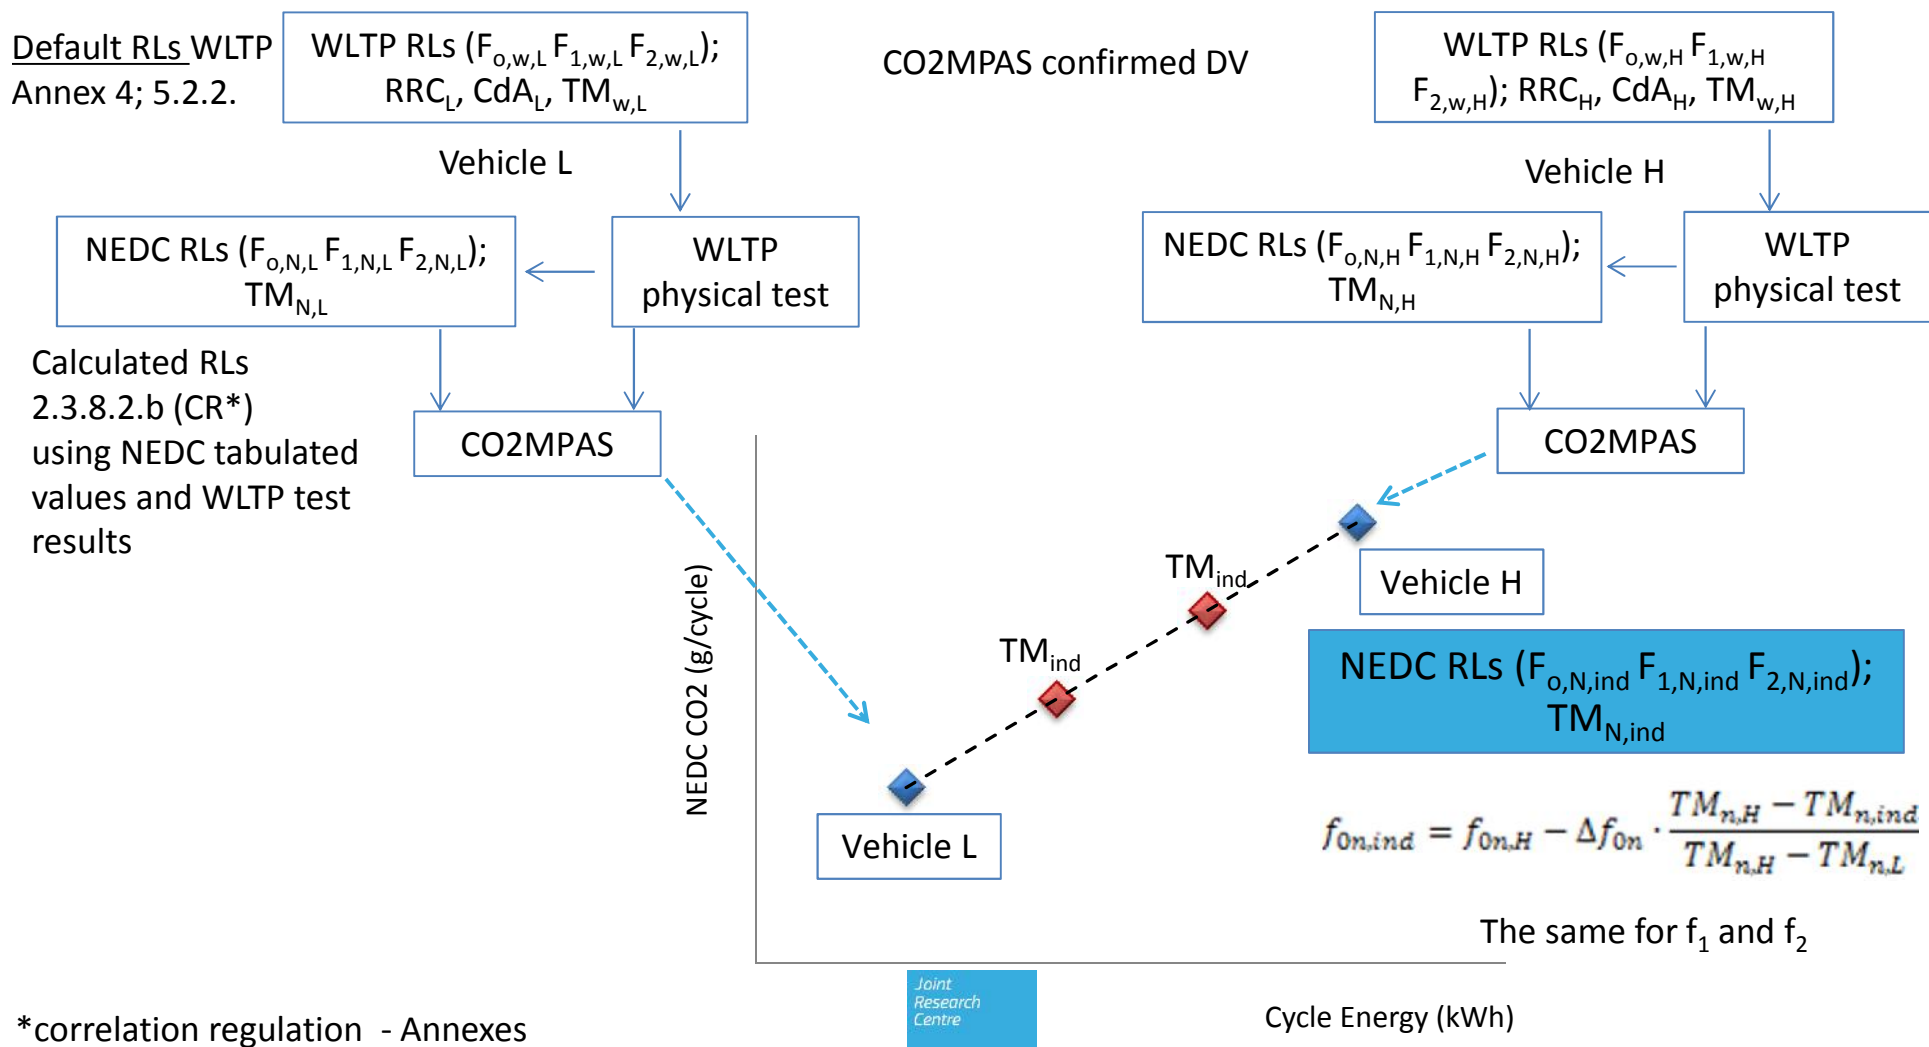 Default RLs WLTP
Annex 4; 5.2.2.
WLTP RLs (Fo,w,L F1,w,L F2,w,L);
RRCL, CdAL, TMw,L
CO2MPAS confirmed DV
WLTP RLs (Fo,w,H F1,w,H
F2,w,H); RRCH, CdAH, TMw,H
Vehicle L
Vehicle H
NEDC RLs (Fo,N,L F1,N,L F2,N,L);
TMN,L
WLTP
physical test
NEDC RLs (Fo,N,H F1,N,H F2,N,H);
TMN,H
WLTP
physical test
Calculated RLs
2.3.8.2.b (CR*)
using NEDC tabulated
values and WLTP test
results
CO2MPAS
CO2MPAS
NEDC CO2 (g/cycle)
TMind
TMind
Vehicle H
Vehicle L
NEDC RLs (Fo,N,ind F1,N,ind F2,N,ind);
TMN,ind
f0n,ind = f0n,H − Δf0n · (TMn,H − TMn,ind) / (TMn,H − TMn,L)
The same for f1 and f2
Joint
Research
Centre
Cycle Energy (kWh)
*correlation regulation - Annexes